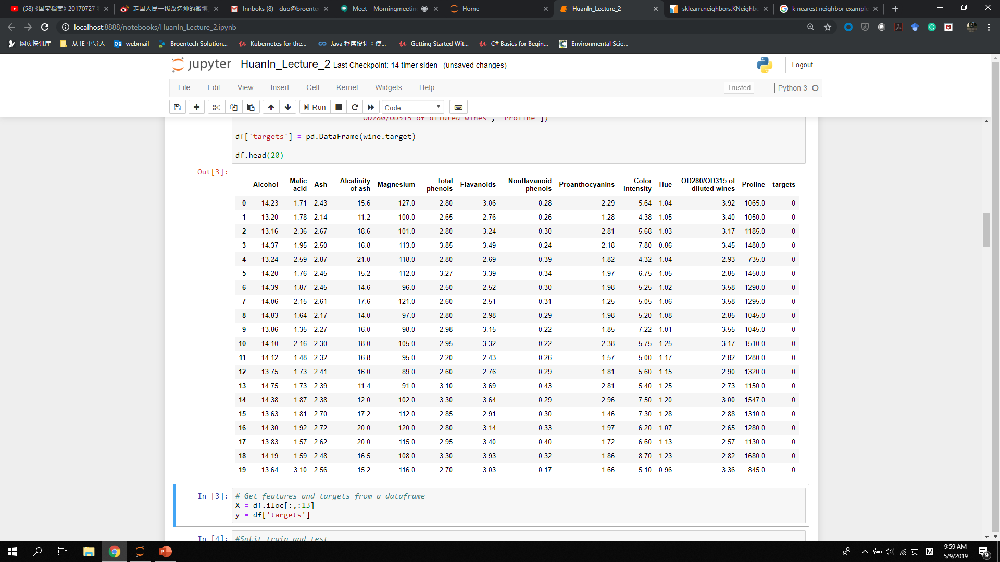 (58)《国宝档案》20170727
走国人民一级改造师的微博
Innboks (8) - duo@broente
Meet – Morningmeetin
Home
HuanIn_Lecture_2
sklearn.neighbors.KNeighb
k nearest neighbor example
localhost:8888/notebooks/HuanIn_Lecture_2.ipynb
网页快讯库
从 IE 中导入
webmail
Broentech Solution...
Kubernetes for the...
Java 程序设计:使...
Getting Started Wit...
C# Basics for Begin...
Environmental Scie...
jupyter HuanIn_Lecture_2 Last Checkpoint: 14 timer siden (unsaved changes)
Logout
File Edit View Insert Cell Kernel Widgets Help
Trusted
Python 3
Run
Code
'OD280/OD315 of diluted wines', 'Proline'])
df['targets'] = pd.DataFrame(wine.target)
df.head(20)
Out[3]:
Alcohol Malic acid Ash Alcalinity of ash Magnesium Total phenols Flavanoids Nonflavanoid phenols Proanthocyanins Color intensity Hue OD280/OD315 of diluted wines Proline targets
0 14.23 1.71 2.43 15.6 127.0 2.80 3.06 0.28 2.29 5.64 1.04 3.92 1065.0 0
1 13.20 1.78 2.14 11.2 100.0 2.65 2.76 0.26 1.28 4.38 1.05 3.40 1050.0 0
2 13.16 2.36 2.67 18.6 101.0 2.80 3.24 0.30 2.81 5.68 1.03 3.17 1185.0 0
3 14.37 1.95 2.50 16.8 113.0 3.85 3.49 0.24 2.18 7.80 0.86 3.45 1480.0 0
4 13.24 2.59 2.87 21.0 118.0 2.80 2.69 0.39 1.82 4.32 1.04 2.93 735.0 0
5 14.20 1.76 2.45 15.2 112.0 3.27 3.39 0.34 1.97 6.75 1.05 2.85 1450.0 0
6 14.39 1.87 2.45 14.6 96.0 2.50 2.52 0.30 1.98 5.25 1.02 3.58 1290.0 0
7 14.06 2.15 2.61 17.6 121.0 2.60 2.51 0.31 1.25 5.05 1.06 3.58 1295.0 0
8 14.83 1.64 2.17 14.0 97.0 2.80 2.98 0.29 1.98 5.20 1.08 2.85 1045.0 0
9 13.86 1.35 2.27 16.0 98.0 2.98 3.15 0.22 1.85 7.22 1.01 3.55 1045.0 0
10 14.10 2.16 2.30 18.0 105.0 2.95 3.32 0.22 2.38 5.75 1.25 3.17 1510.0 0
11 14.12 1.48 2.32 16.8 95.0 2.20 2.43 0.26 1.57 5.00 1.17 2.82 1280.0 0
12 13.75 1.73 2.41 16.0 89.0 2.60 2.76 0.29 1.81 5.60 1.15 2.90 1320.0 0
13 14.75 1.73 2.39 11.4 91.0 3.10 3.69 0.43 2.81 5.40 1.25 2.73 1150.0 0
14 14.38 1.87 2.38 12.0 102.0 3.30 3.64 0.29 2.96 7.50 1.20 3.00 1547.0 0
15 13.63 1.81 2.70 17.2 112.0 2.85 2.91 0.30 1.46 7.30 1.28 2.88 1310.0 0
16 14.30 1.92 2.72 20.0 120.0 2.80 3.14 0.33 1.97 6.20 1.07 2.65 1280.0 0
17 13.83 1.57 2.62 20.0 115.0 2.95 3.40 0.40 1.72 6.60 1.13 2.57 1130.0 0
18 14.19 1.59 2.48 16.5 108.0 3.30 3.93 0.32 1.86 8.70 1.23 2.82 1680.0 0
19 13.64 3.10 2.56 15.2 116.0 2.70 3.03 0.17 1.66 5.10 0.96 3.36 845.0 0
In [3]: # Get features and targets from a dataframe
X = df.iloc[:,:13]
y = df['targets']
In [4]: #Split train and test
英
M
9:59 AM
5/9/2019
9